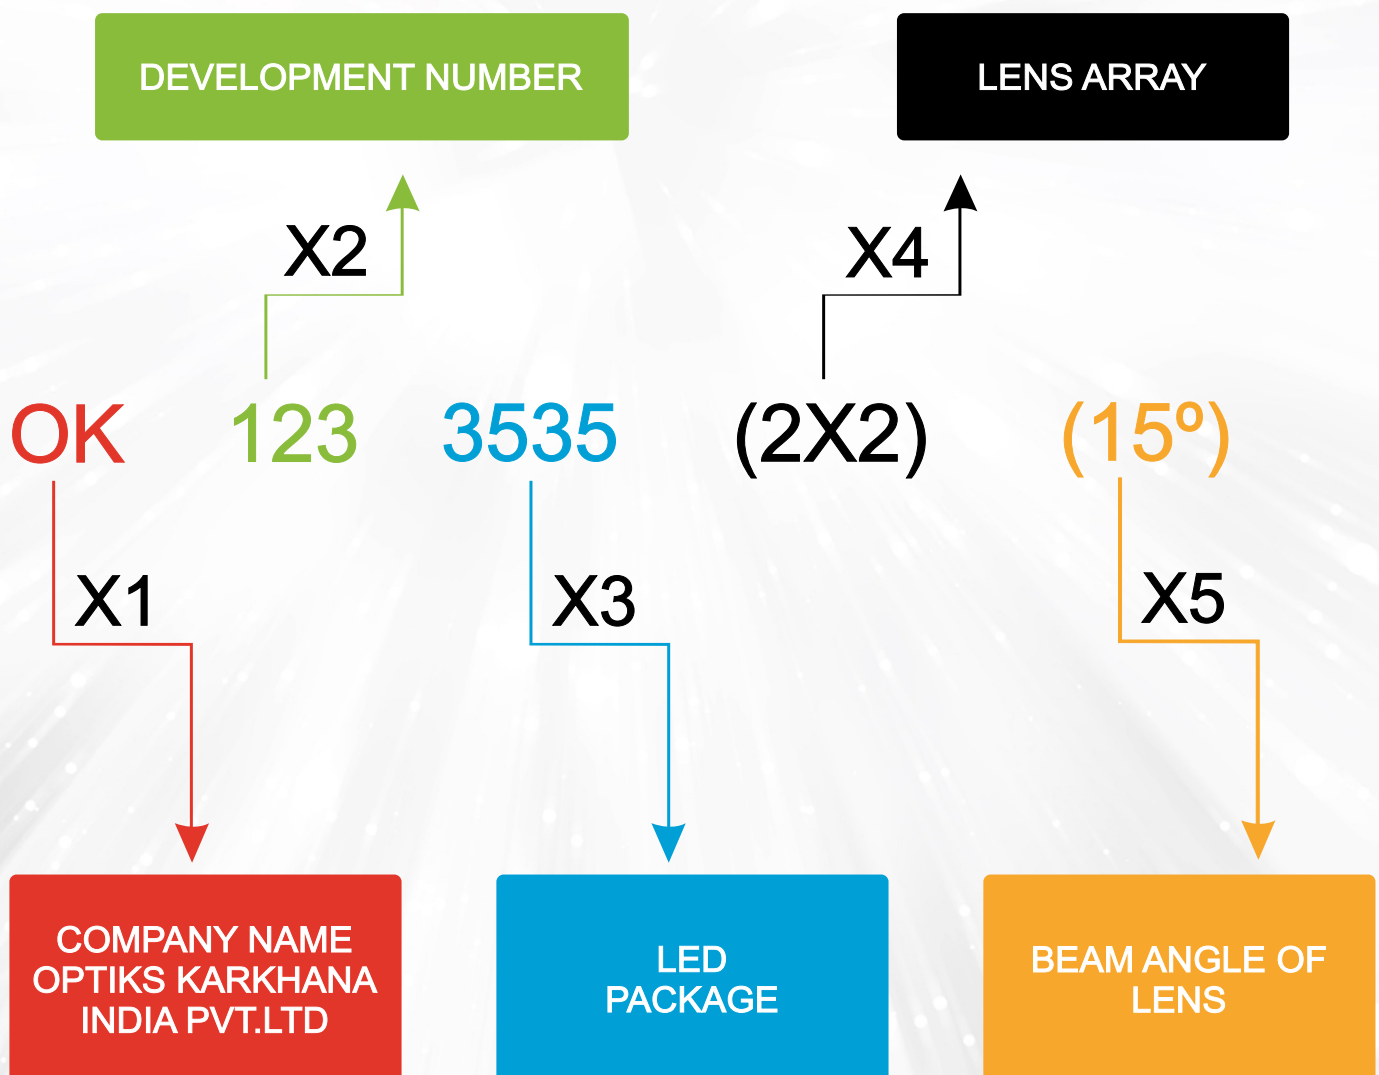 DEVELOPMENT NUMBER
LENS ARRAY
X2
X4
OK 123 3535 (2X2) (15º)
X1
X3
X5
COMPANY NAME
OPTIKS KARKHANA
INDIA PVT.LTD
LED
PACKAGE
BEAM ANGLE OF
LENS